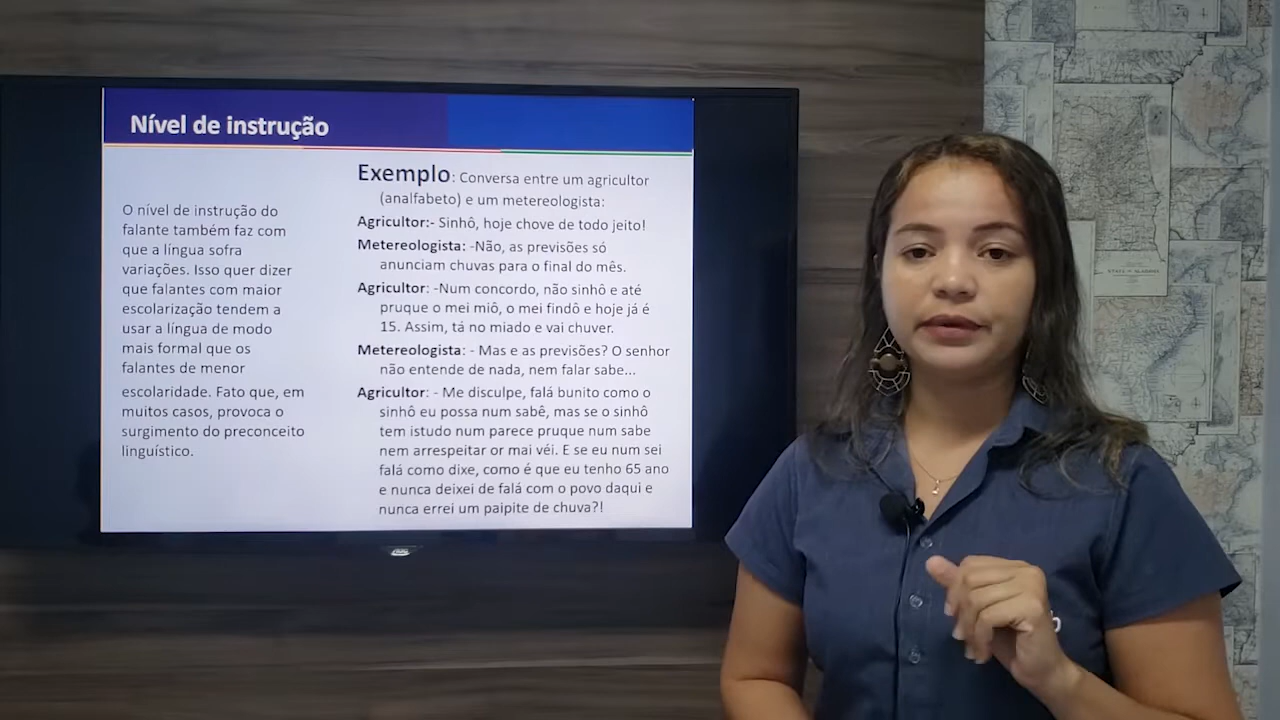 Nível de instrução
O nível de instrução do
falante também faz com
que a língua sofra
variações. Isso quer dizer
que falantes com maior
escolarização tendem a
usar a língua de modo
mais formal que os
falantes de menor
escolaridade. Fato que, em
muitos casos, provoca o
surgimento do preconceito
linguístico.
Exemplo: Conversa entre um agricultor
(analfabeto) e um metereologista:
Agricultor:- Sinhô, hoje chove de todo jeito!
Metereologista: -Não, as previsões só
anunciam chuvas para o final do mês.
Agricultor: -Num concordo, não sinhô e até
pruque o mei miô, o mei findô e hoje já é
15. Assim, tá no miado e vai chuver.
Metereologista: - Mas e as previsões? O senhor
não entende de nada, nem falar sabe...
Agricultor: - Me disculpe, falá bunito como o
sinhô eu possa num sabê, mas se o sinhô
tem istudo num parece pruque num sabe
nem arrespeitar or mai véi. E se eu num sei
falá como dixe, como é que eu tenho 65 ano
e nunca deixei de falá com o povo daqui e
nunca errei um paipite de chuva?!